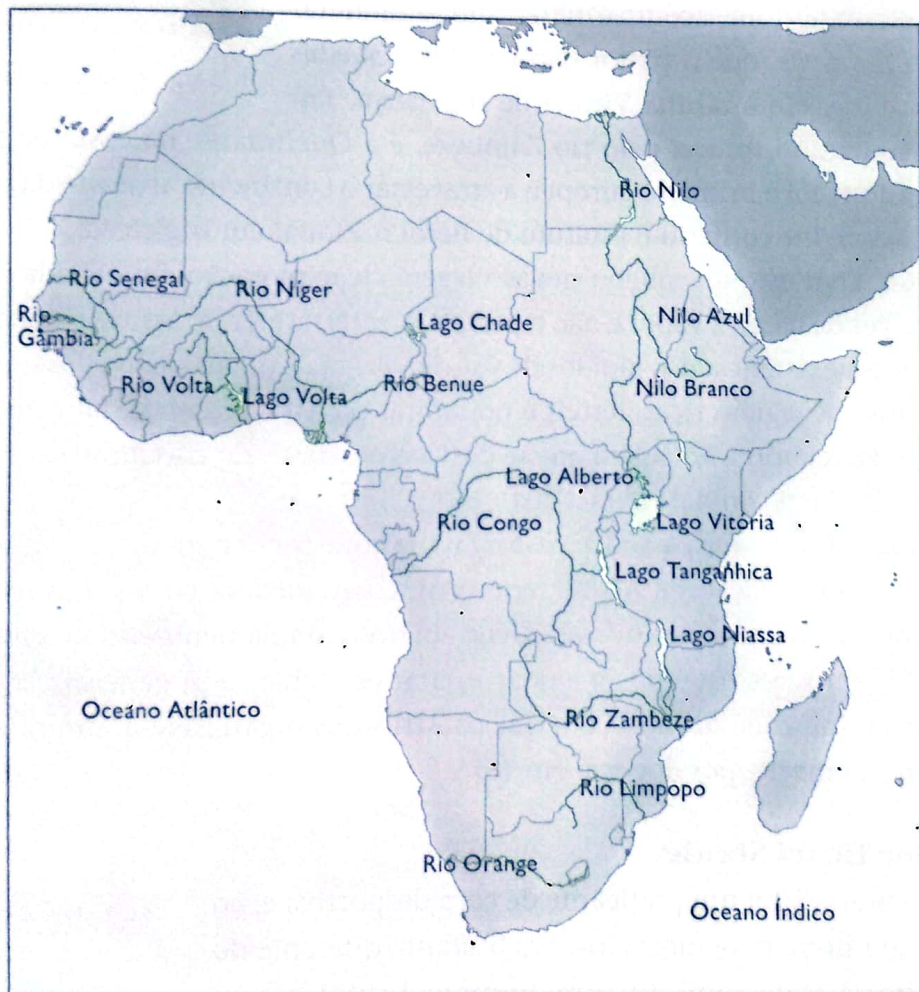 Rio Nilo
Rio Senegal
Rio Níger
Rio
Gâmbia
Lago Chade
Nilo Azul
Rio Volta
Lago Volta
Rio Benue
Nilo Branco
Lago Alberto
Rio Congo
Lago Vitória
Lago Tanganhica
Lago Niassa
Oceano Atlântico
Rio Zambeze
Rio Limpopo
Rio Orange
Oceano Índico